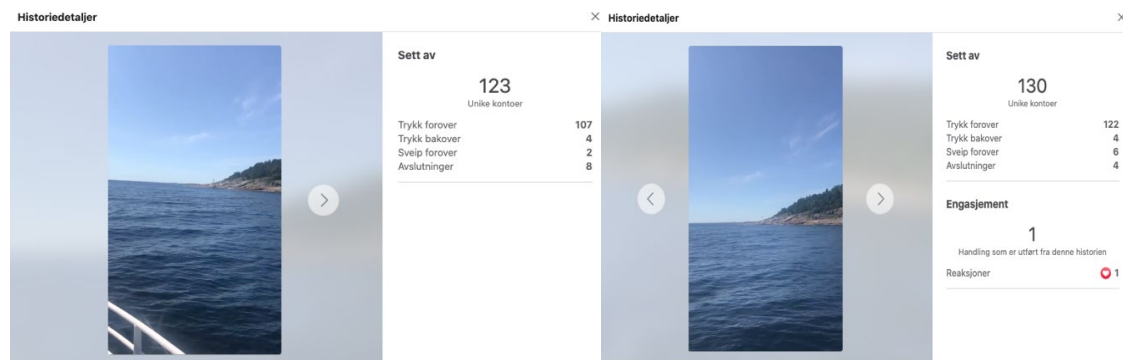 Historiedetaljer
Sett av
123
Unike kontoer
Trykk forover 107
Trykk bakover 4
Sveip forover 2
Avslutninger 8
Historiedetaljer
Sett av
130
Unike kontoer
Trykk forover 122
Trykk bakover 4
Sveip forover 6
Avslutninger 4
Engasjement
1
Handling som er utført fra denne historien
Reaksjoner 1